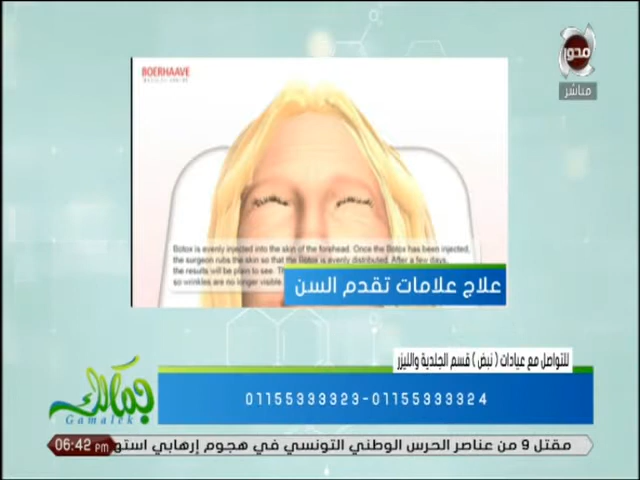 محور
مباشر
BOERHAAVE
Botox is evenly injected into the skin of the forehead. Once the Botox has been injected,
the surgeon rubs the skin so that the Botox is evenly distributed. After a few days,
the results will be plain to see. Th
so wrinkles are no longer visible.
علاج علامات تقدم السن
للتواصل مع عيادات ( نبض ) قسم الجلدية والليزر
01155333323-01155333324
جمالك
Gamalek
06:42 PM
مقتل 9 من عناصر الحرس الوطني التونسي في هجوم إرهابي استه